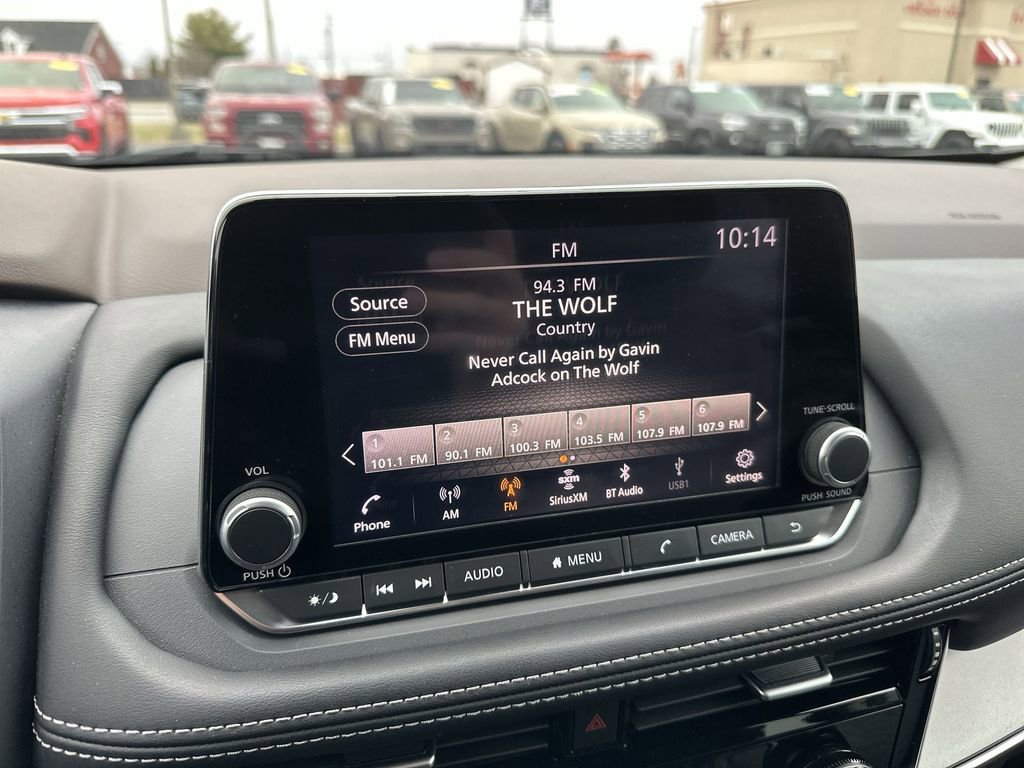 FM
10:14
Source
FM Menu
94.3 FM
THE WOLF
Country
Never Call Again by Gavin
Adcock on The Wolf
1
101.1 FM
2
90.1 FM
3
100.3 FM
4
103.5 FM
5
107.9 FM
6
107.9 FM
Phone
AM
FM
sxm
SiriusXM
BT Audio
USB1
Settings
VOL
PUSH
TUNE·SCROLL
PUSH SOUND
AUDIO
MENU
CAMERA